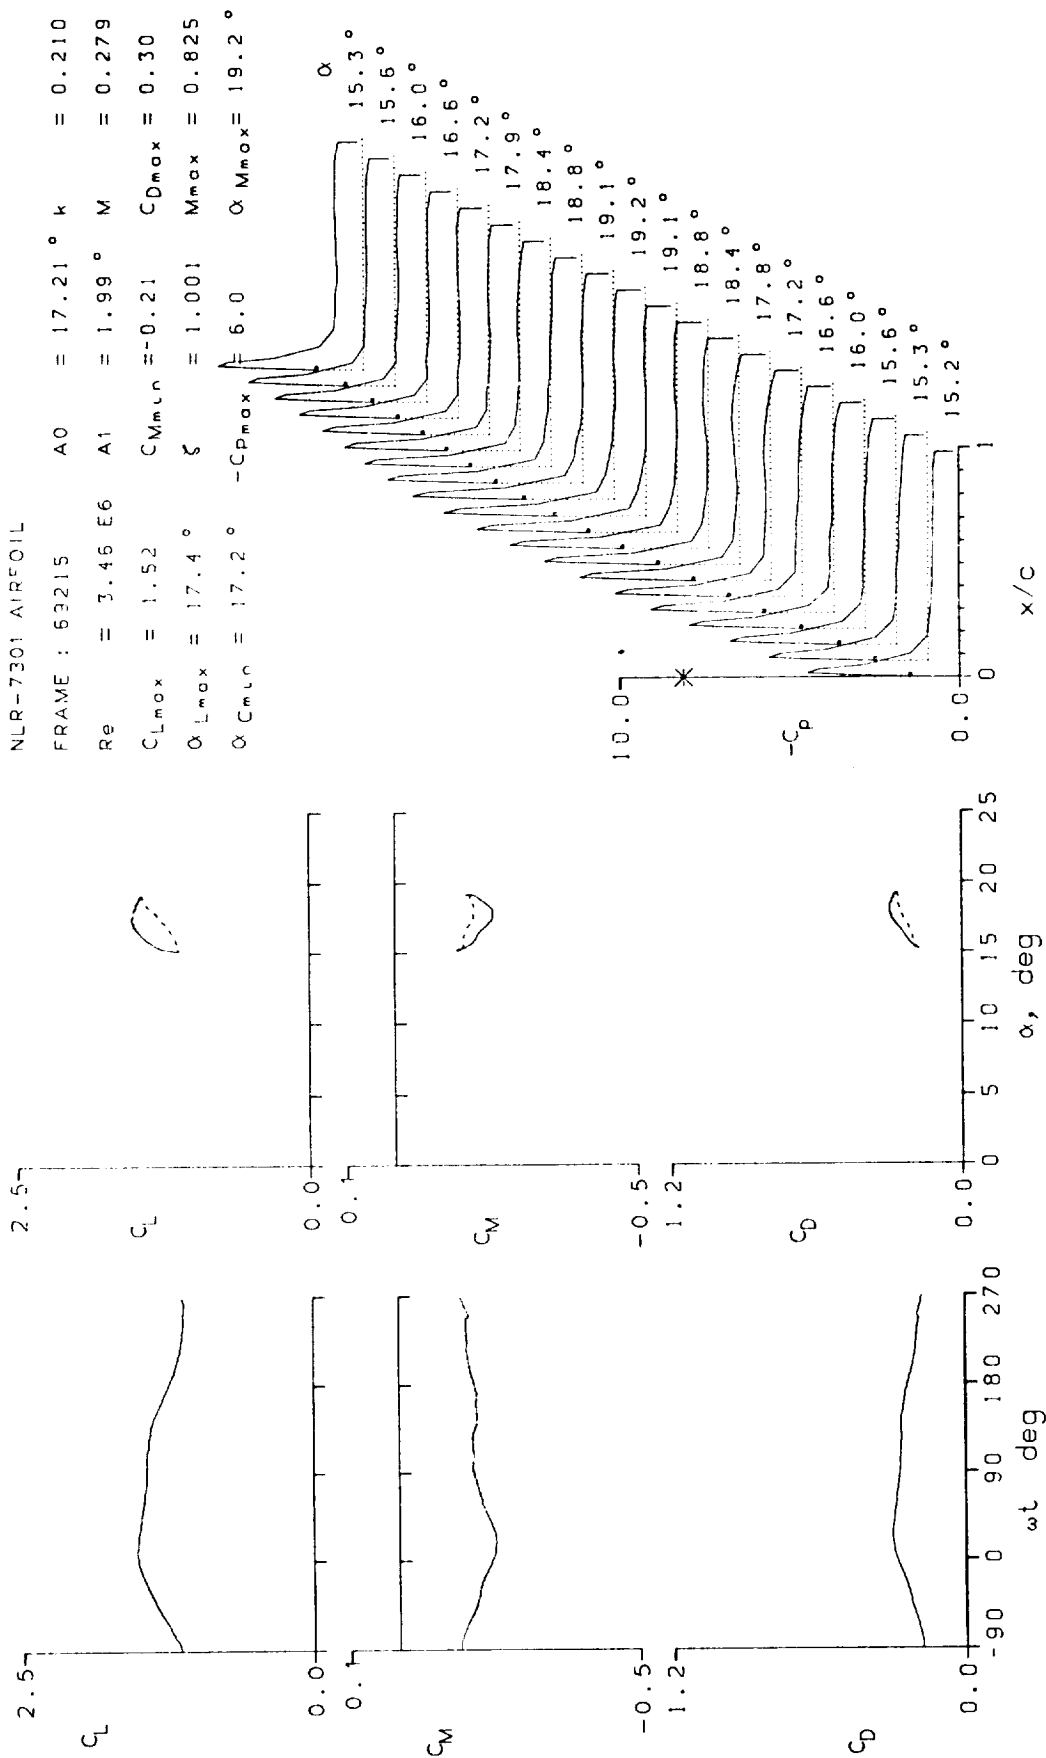 NLR-7301 AIRFOIL
FRAME : 69215 A0 = 17.21° k = 0.210
Re = 3.46 E6 A1 = 1.99° M = 0.279
CLmax = 1.52 CMmin =-0.21 CDmax = 0.30
αLmax = 17.4° ζ = 1.001 Mmax = 0.825
αCmin = 17.2° -CPmax = 6.0 αMmax= 19.2°
2.5
CL
0.0
0.1
CM
-0.5
1.2
CD
0.0
-90 0 90 180 270
ωt deg
2.5
CL
0.0
0.1
CM
-0.5
1.2
CD
0.0
0 5 10 15 20 25
α, deg
α
15.3°
15.6°
16.0°
16.6°
17.2°
17.9°
18.4°
18.8°
19.1°
19.2°
19.1°
18.8°
18.4°
17.8°
17.2°
16.6°
16.0°
15.6°
15.3°
15.2°
10.0
-Cp
0.0
0 1
x/c